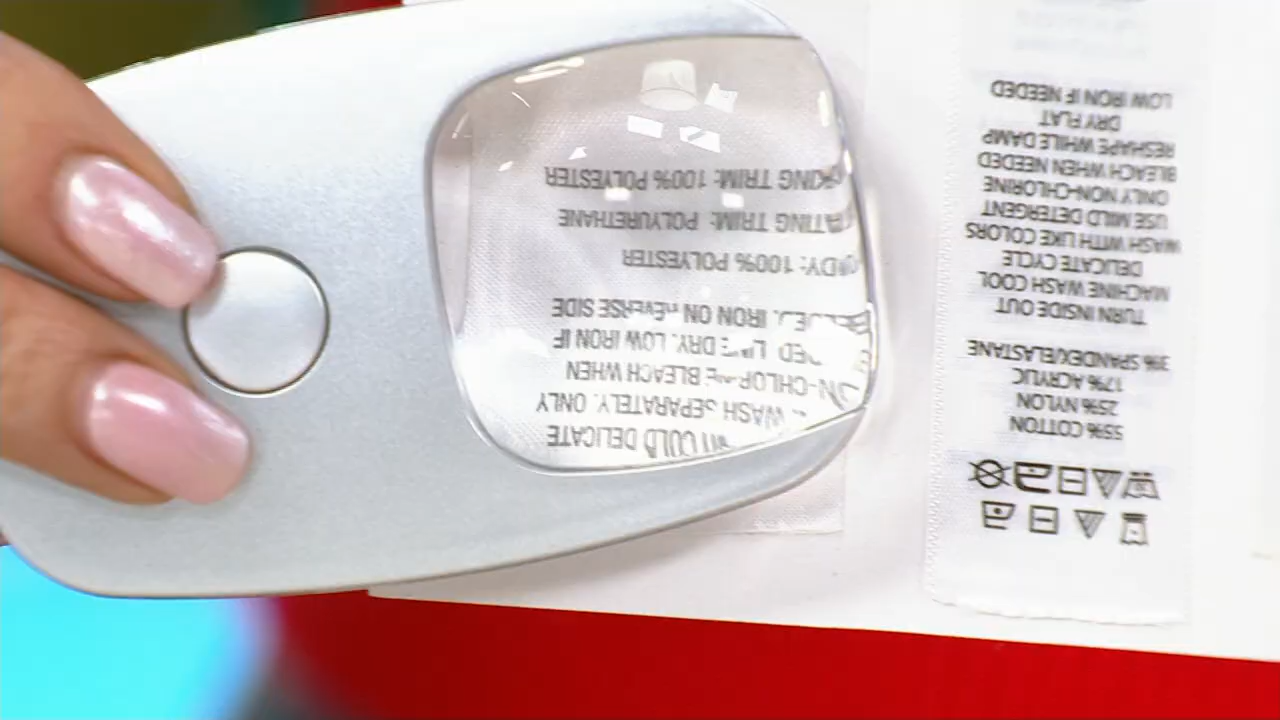 55% COTTON
25% NYLON
17% ACRYLIC
3% SPANDEX/ELASTANE
TURN INSIDE OUT
MACHINE WASH COOL
DELICATE CYCLE
WASH WITH LIKE COLORS
USE MILD DETERGENT
ONLY NON-CHLORINE
BLEACH WHEN NEEDED
RESHAPE WHILE DAMP
DRY FLAT
LOW IRON IF NEEDED
COLD DELICATE
WASH SEPARATELY. ONLY
BLEACH WHEN
DRY. LOW IRON IF
IRON ON REVERSE SIDE
100% POLYESTER
TRIM: POLYURETHANE
TRIM: 100% POLYESTER